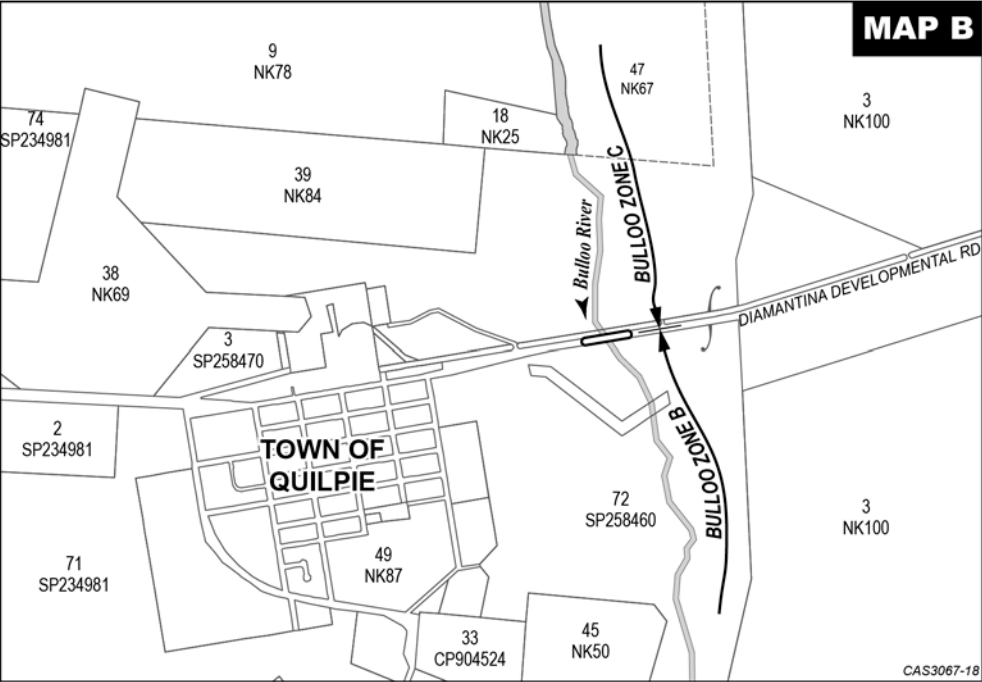 MAP B
9
NK78
47
NK67
3
NK100
74
SP234981
18
NK25
39
NK84
BULLOO ZONE C
Bulloo River
38
NK69
DIAMANTINA DEVELOPMENTAL RD
3
SP258470
2
SP234981
TOWN OF
QUILPIE
BULLOO ZONE B
72
SP258460
3
NK100
49
NK87
71
SP234981
33
CP904524
45
NK50
CAS3067-18